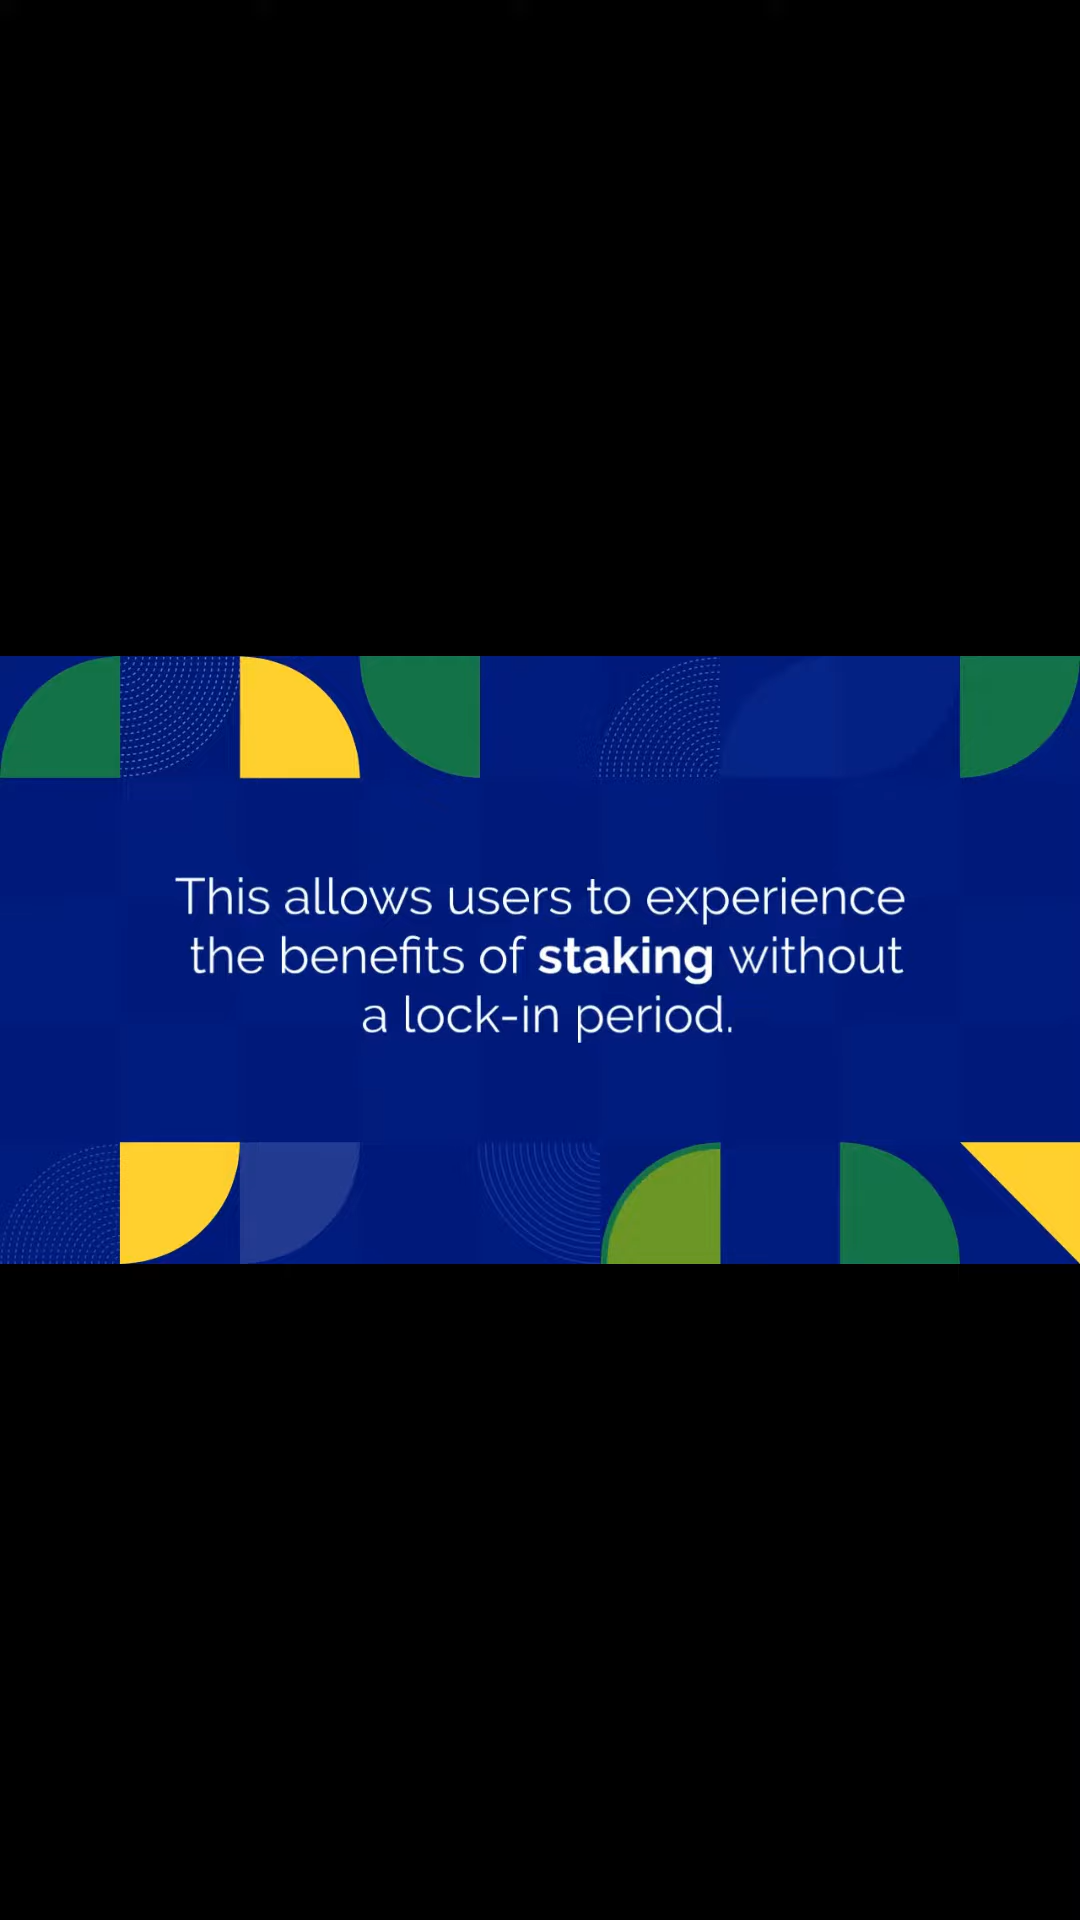 This allows users to experience
the benefits of staking without
a lock-in period.